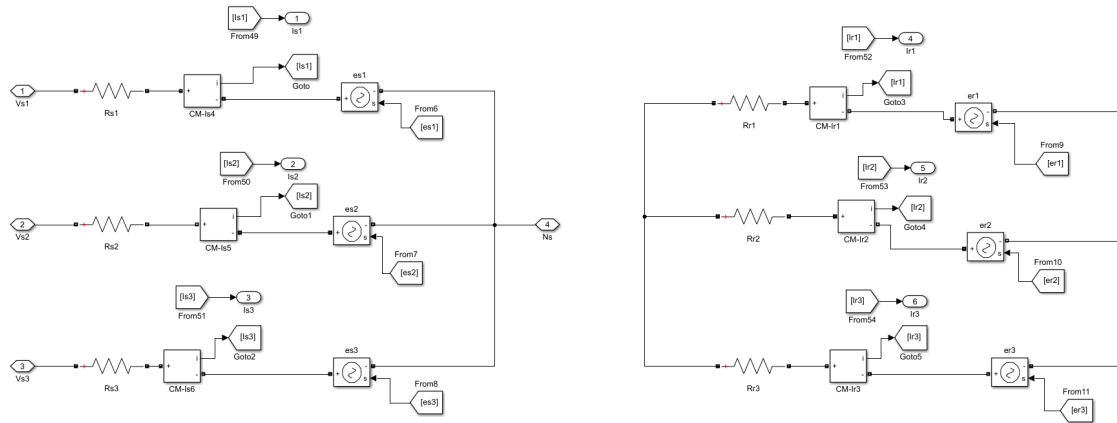 [Is1]
1
From49
Is1
[Is1]
Goto
es1
1
+
i
-
+
-
s
Vs1
Rs1
CM-Is4
From6
[es1]
[Is2]
2
From50
Is2
[Is2]
Goto1
es2
2
+
i
-
+
-
s
4
Vs2
Rs2
CM-Is5
Ns
From7
[es2]
[Is3]
3
From51
Is3
[Is3]
Goto2
es3
3
+
i
-
+
-
s
Vs3
Rs3
CM-Is6
From8
[es3]
[Ir1]
4
From52
Ir1
[Ir1]
Goto3
er1
+
i
-
+
-
s
Rr1
CM-Ir1
From9
[er1]
[Ir2]
5
From53
Ir2
[Ir2]
Goto4
er2
+
i
-
+
-
s
Rr2
CM-Ir2
From10
[er2]
[Ir3]
6
From54
Ir3
[Ir3]
Goto5
er3
+
i
-
+
-
s
Rr3
CM-Ir3
From11
[er3]